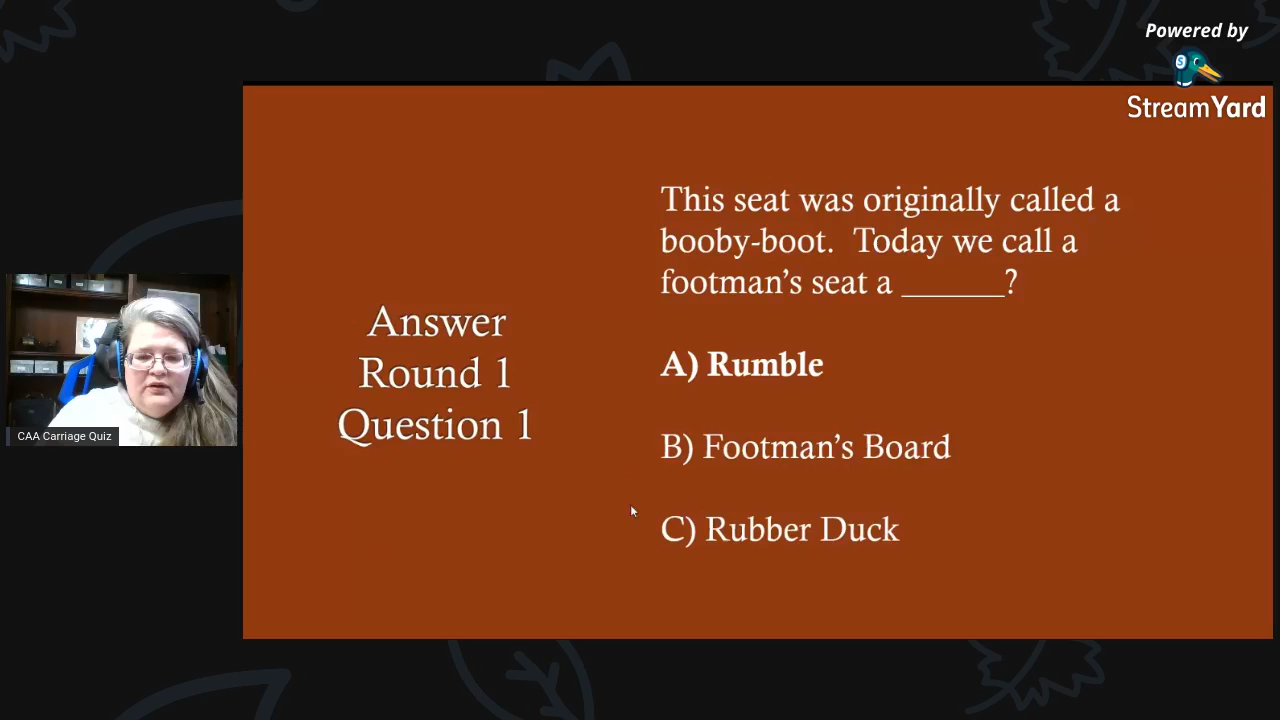 Powered by
StreamYard
This seat was originally called a
booby-boot. Today we call a
footman's seat a ______?
Answer
Round 1
Question 1
A) Rumble
B) Footman's Board
C) Rubber Duck
CAA Carriage Quiz